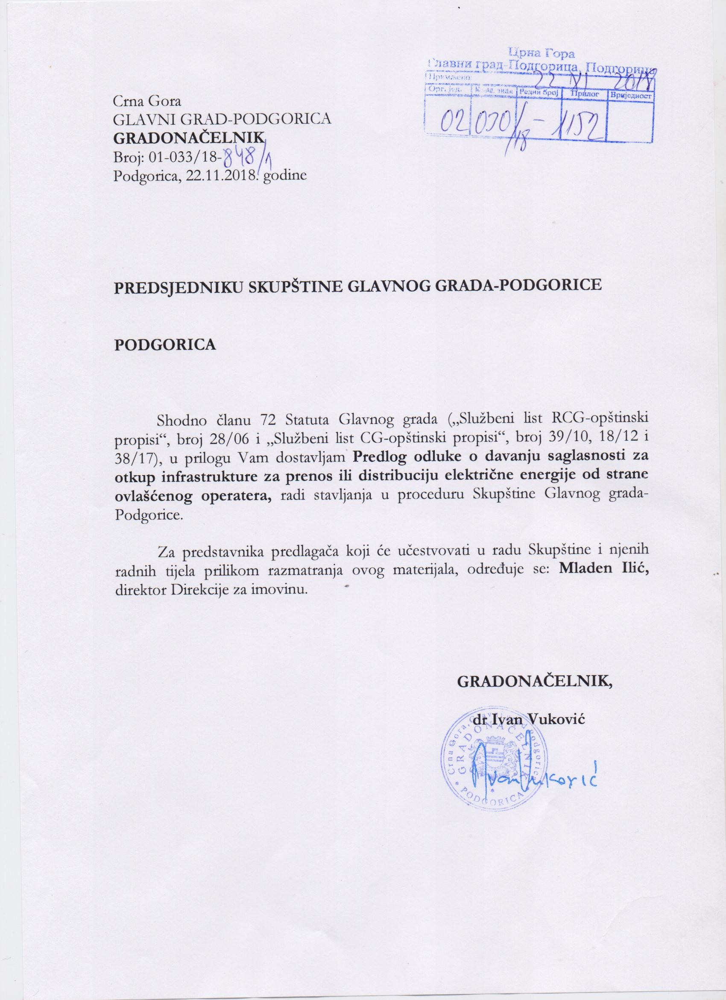 Црна Гора
Главни град-Подгорица, Подгорица
Примљено: 22 XI 2018
Орг. јед. Редни број Прилог Вриједност
02 030/18 - 1152
Crna Gora
GLAVNI GRAD-PODGORICA
GRADONAČELNIK
Broj: 01-033/18-848/1
Podgorica, 22.11.2018. godine
PREDSJEDNIKU SKUPŠTINE GLAVNOG GRADA-PODGORICE
PODGORICA
Shodno članu 72 Statuta Glavnog grada („Službeni list RCG-opštinski
propisi“, broj 28/06 i „Službeni list CG-opštinski propisi“, broj 39/10, 18/12 i
38/17), u prilogu Vam dostavljam Predlog odluke o davanju saglasnosti za
otkup infrastrukture za prenos ili distribuciju električne energije od strane
ovlašćenog operatera, radi stavljanja u proceduru Skupštine Glavnog grada-
Podgorice.
Za predstavnika predlagača koji će učestvovati u radu Skupštine i njenih
radnih tijela prilikom razmatranja ovog materijala, određuje se: Mladen Ilić,
direktor Direkcije za imovinu.
GRADONAČELNIK,
dr Ivan Vuković
Crna Gora, Glavni grad Podgorica
GRADONAČELNIK
* PODGORICA *
Ivan Vuković